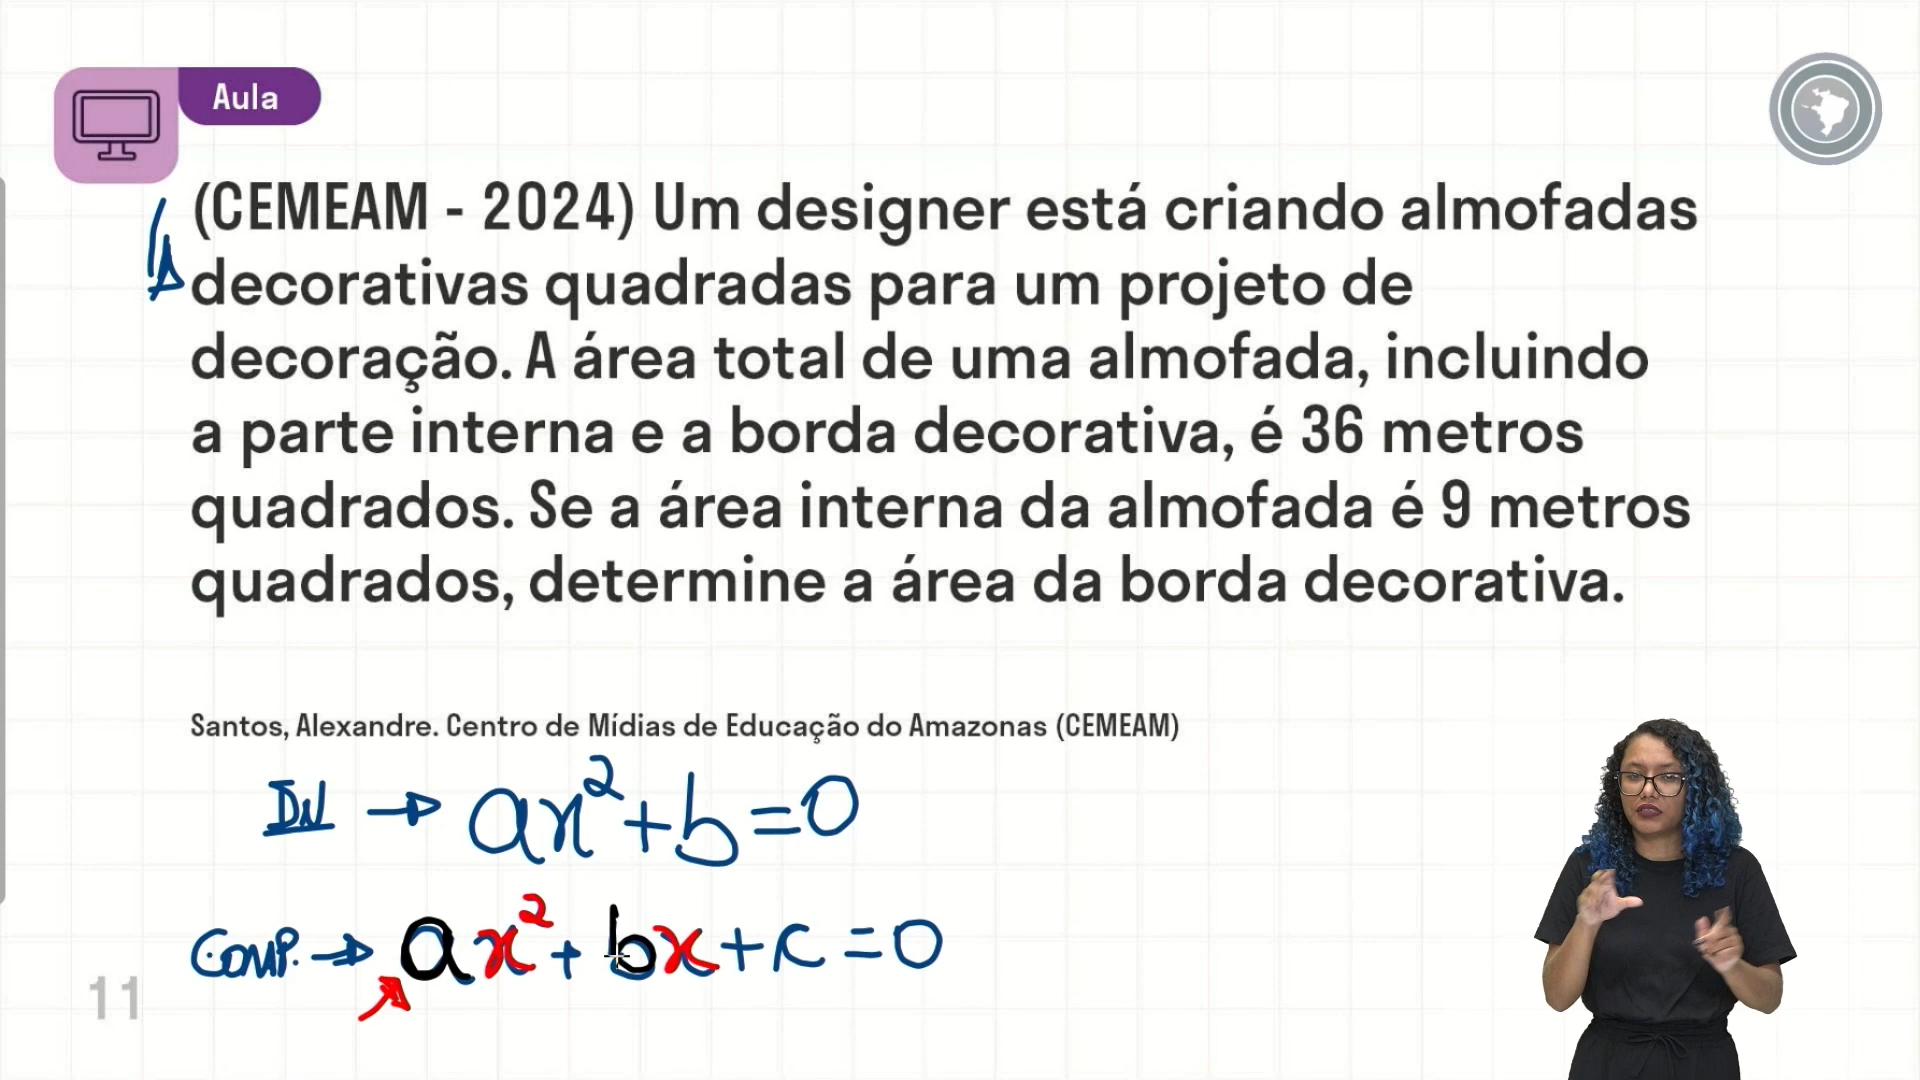 Aula
(CEMEAM - 2024) Um designer está criando almofadas
decorativas quadradas para um projeto de
decoração. A área total de uma almofada, incluindo
a parte interna e a borda decorativa, é 36 metros
quadrados. Se a área interna da almofada é 9 metros
quadrados, determine a área da borda decorativa.
Santos, Alexandre. Centro de Mídias de Educação do Amazonas (CEMEAM)
IN → ax²+b=0
COMP. → ax²+bx+c=0
11